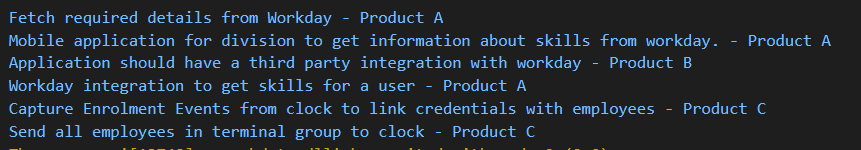 Fetch required details from Workday - Product A
Mobile application for division to get information about skills from workday. - Product A
Application should have a third party integration with workday - Product B
Workday integration to get skills for a user - Product A
Capture Enrolment Events from clock to link credentials with employees - Product C
Send all employees in terminal group to clock - Product C